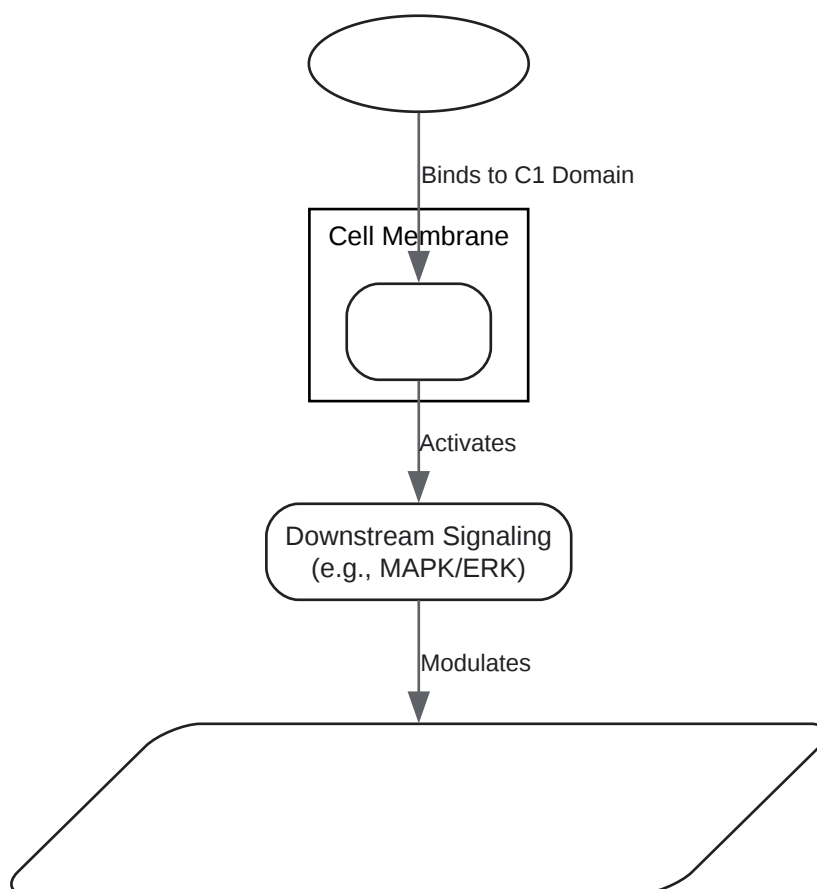 Binds to C1 Domain
Cell Membrane
Activates
Downstream Signaling
(e.g., MAPK/ERK)
Modulates